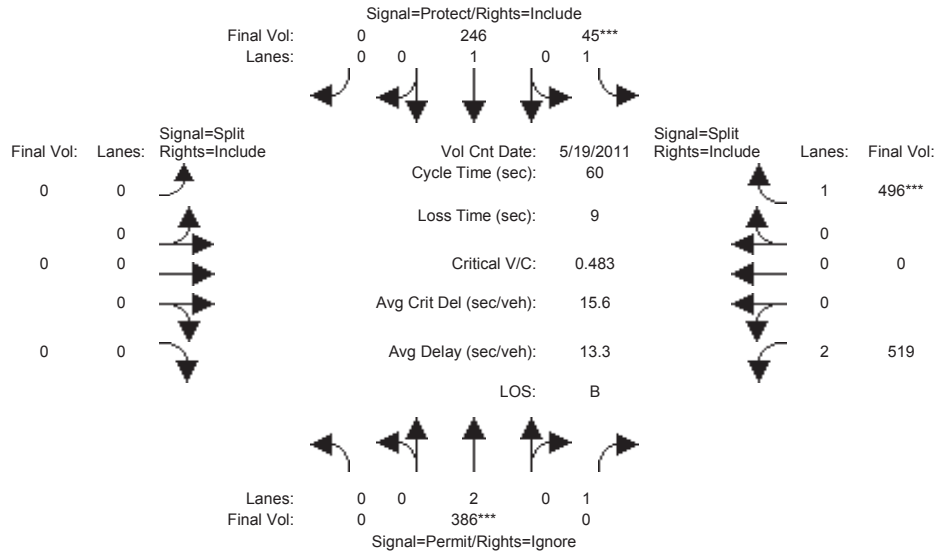 Signal=Protect/Rights=Include
Final Vol: 0 246 45***
Lanes: 0 0 1 0 1
Signal=Split
Final Vol: Lanes: Rights=Include
Vol Cnt Date: 5/19/2011
Signal=Split
Rights=Include Lanes: Final Vol:
Cycle Time (sec): 60
0 0
1 496***
Loss Time (sec): 9
0
0
0 0
Critical V/C: 0.483
0 0
0
Avg Crit Del (sec/veh): 15.6
0
0 0
Avg Delay (sec/veh): 13.3
2 519
LOS: B
Lanes: 0 0 2 0 1
Final Vol: 0 386*** 0
Signal=Permit/Rights=Ignore